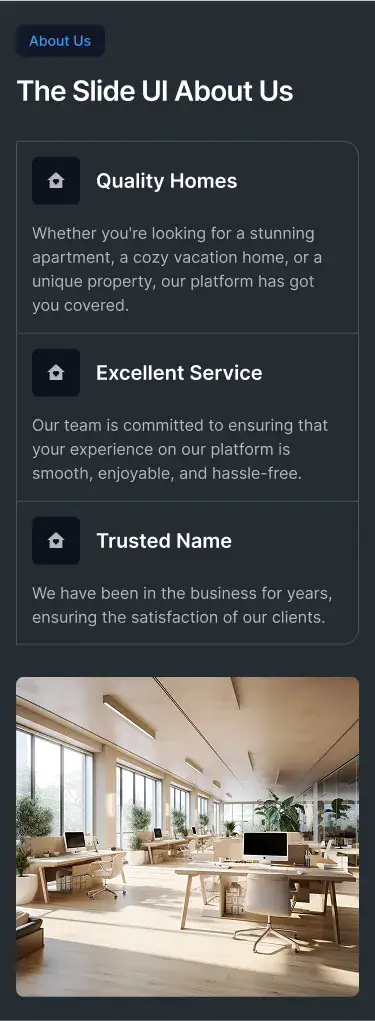 About Us
The Slide UI About Us
Quality Homes
Whether you're looking for a stunning
apartment, a cozy vacation home, or a
unique property, our platform has got
you covered.
Excellent Service
Our team is committed to ensuring that
your experience on our platform is
smooth, enjoyable, and hassle-free.
Trusted Name
We have been in the business for years,
ensuring the satisfaction of our clients.